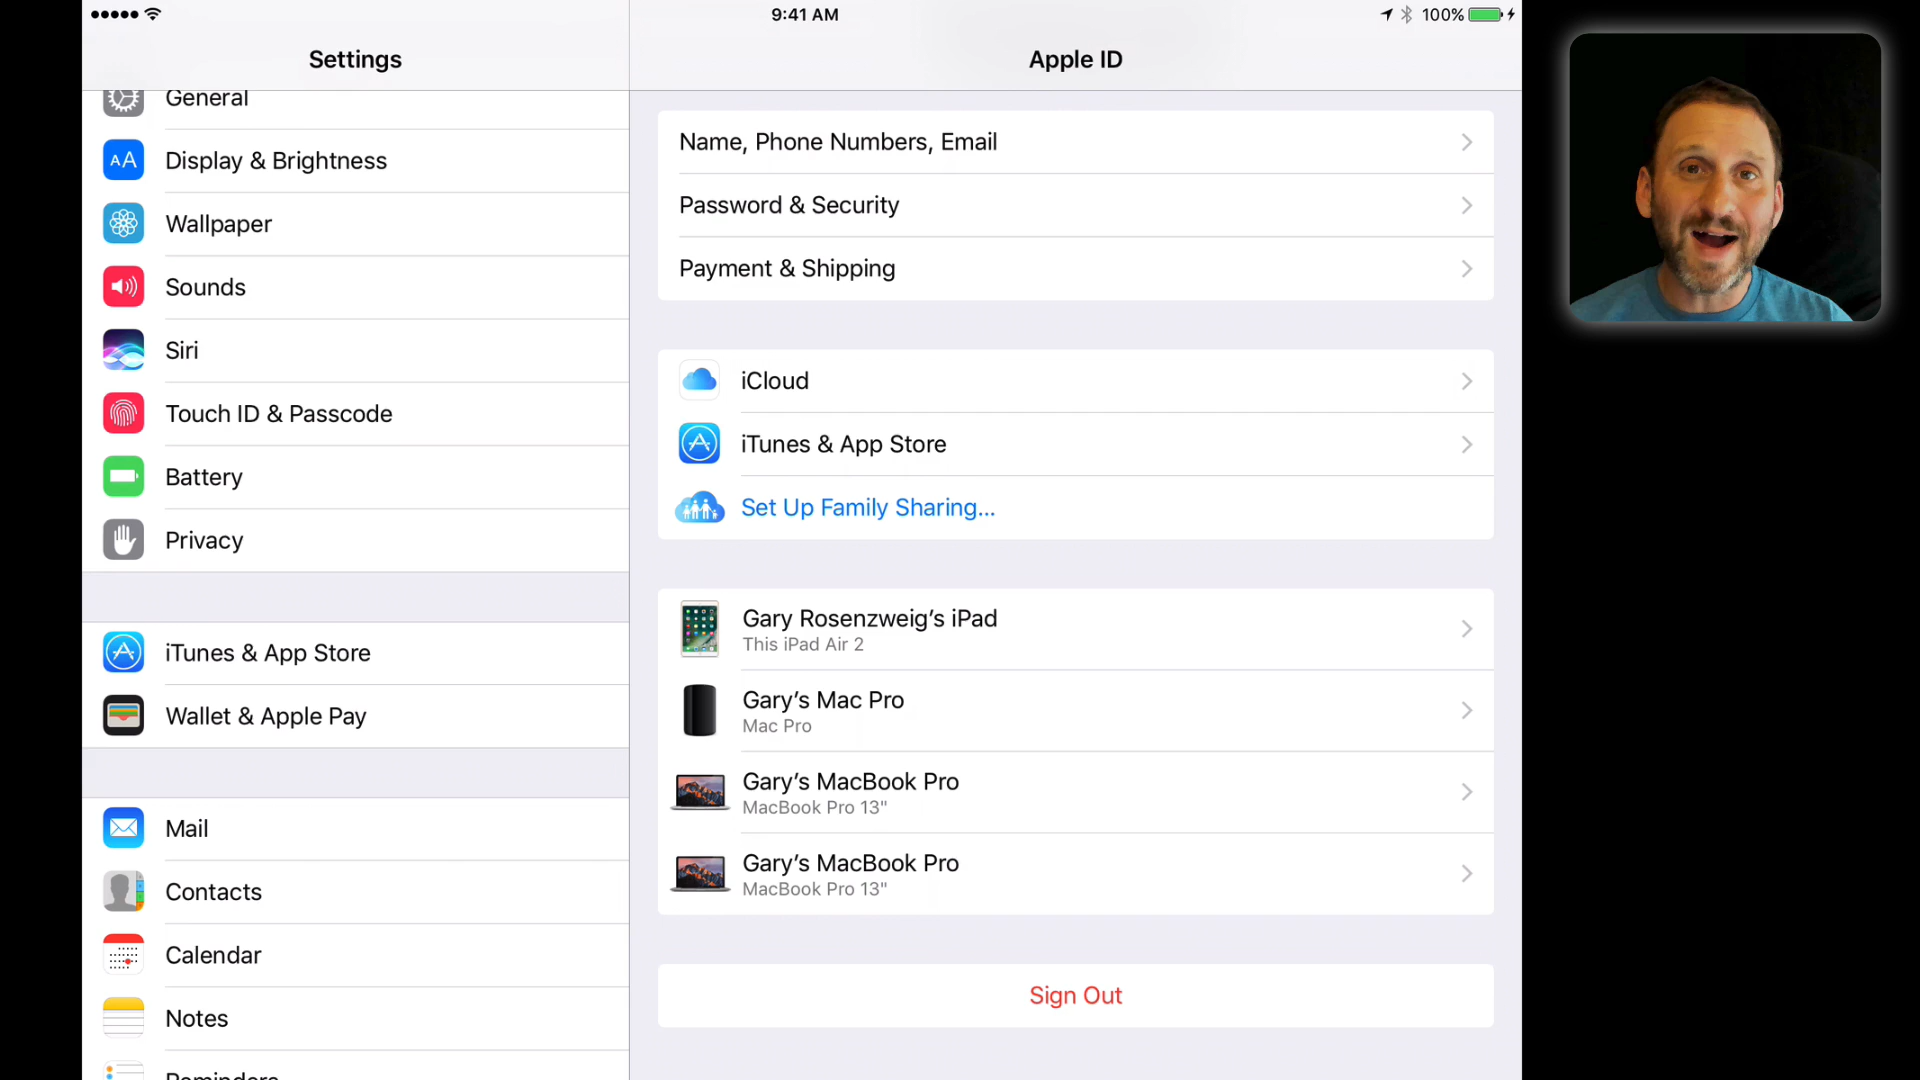 9:41 AM
100%
Settings
General
Display & Brightness
Wallpaper
Sounds
Siri
Touch ID & Passcode
Battery
Privacy
iTunes & App Store
Wallet & Apple Pay
Mail
Contacts
Calendar
Notes
Reminders
Apple ID
Name, Phone Numbers, Email
Password & Security
Payment & Shipping
iCloud
iTunes & App Store
Set Up Family Sharing...
Gary Rosenzweig’s iPad
This iPad Air 2
Gary’s Mac Pro
Mac Pro
Gary’s MacBook Pro
MacBook Pro 13"
Gary’s MacBook Pro
MacBook Pro 13"
Sign Out